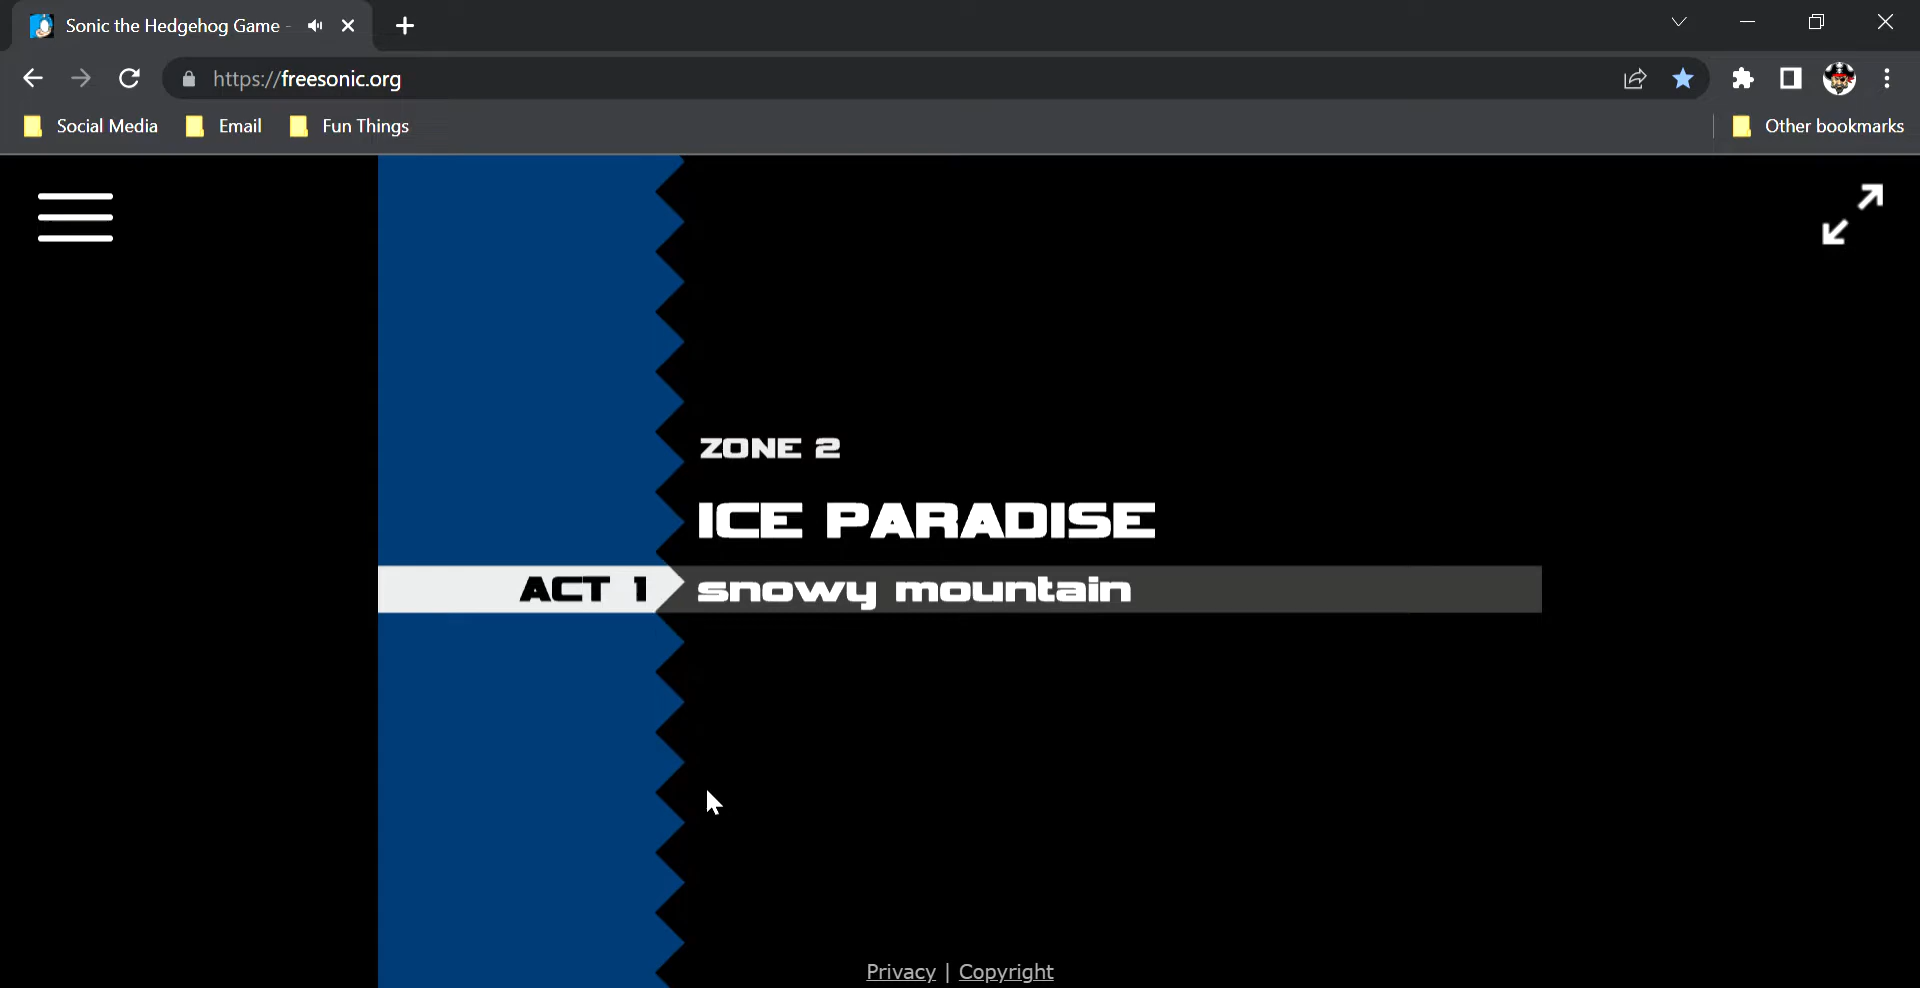 Sonic the Hedgehog Game -
https://freesonic.org
Social Media Email Fun Things Other bookmarks
ZONE 2
ICE PARADISE
ACT 1 snowy mountain
Privacy | Copyright